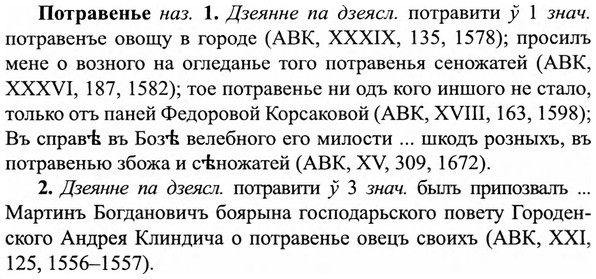 Потравенье наз. 1. Дзеянне па дзеясл. потравити ў 1 знач.
потравенъе овощу в городе (АВК, XXXIX, 135, 1578); просилъ
мене о возного на огледанье того потравенья сеножатей (АВК,
XXXVI, 187, 1582); тое потравенье ни одъ кого иншого не стало,
только отъ паней Федоровой Корсаковой (АВК, XVIII, 163, 1598);
Въ справѣ въ Бозѣ велебного его милости ... шкодъ розныхъ, въ
потравенью збожа и сѣножатей (АВК, XV, 309, 1672).
2. Дзеянне па дзеясл. потравити ў 3 знач. былъ припозвалъ ...
Мартинъ Богдановичъ боярына господарьского повету Городен-
ского Андрея Клиндича о потравенье овецъ своихъ (АВК, XXI,
125, 1556–1557).